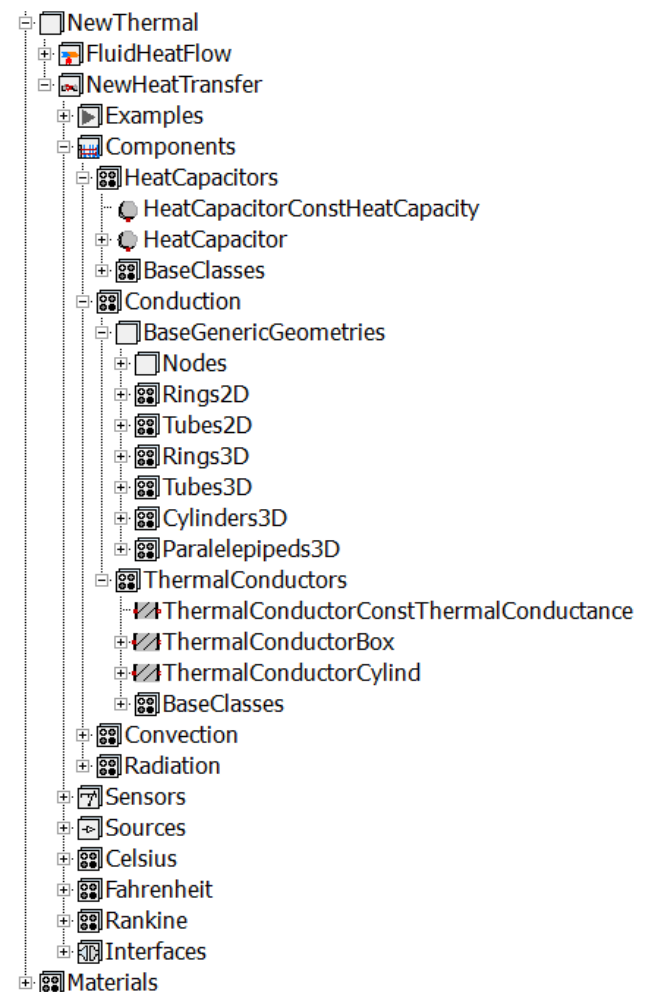 NewThermal
FluidHeatFlow
NewHeatTransfer
Examples
Components
HeatCapacitors
HeatCapacitorConstHeatCapacity
HeatCapacitor
BaseClasses
Conduction
BaseGenericGeometries
Nodes
Rings2D
Tubes2D
Rings3D
Tubes3D
Cylinders3D
Paralelepipeds3D
ThermalConductors
ThermalConductorConstThermalConductance
ThermalConductorBox
ThermalConductorCylind
BaseClasses
Convection
Radiation
Sensors
Sources
Celsius
Fahrenheit
Rankine
Interfaces
Materials